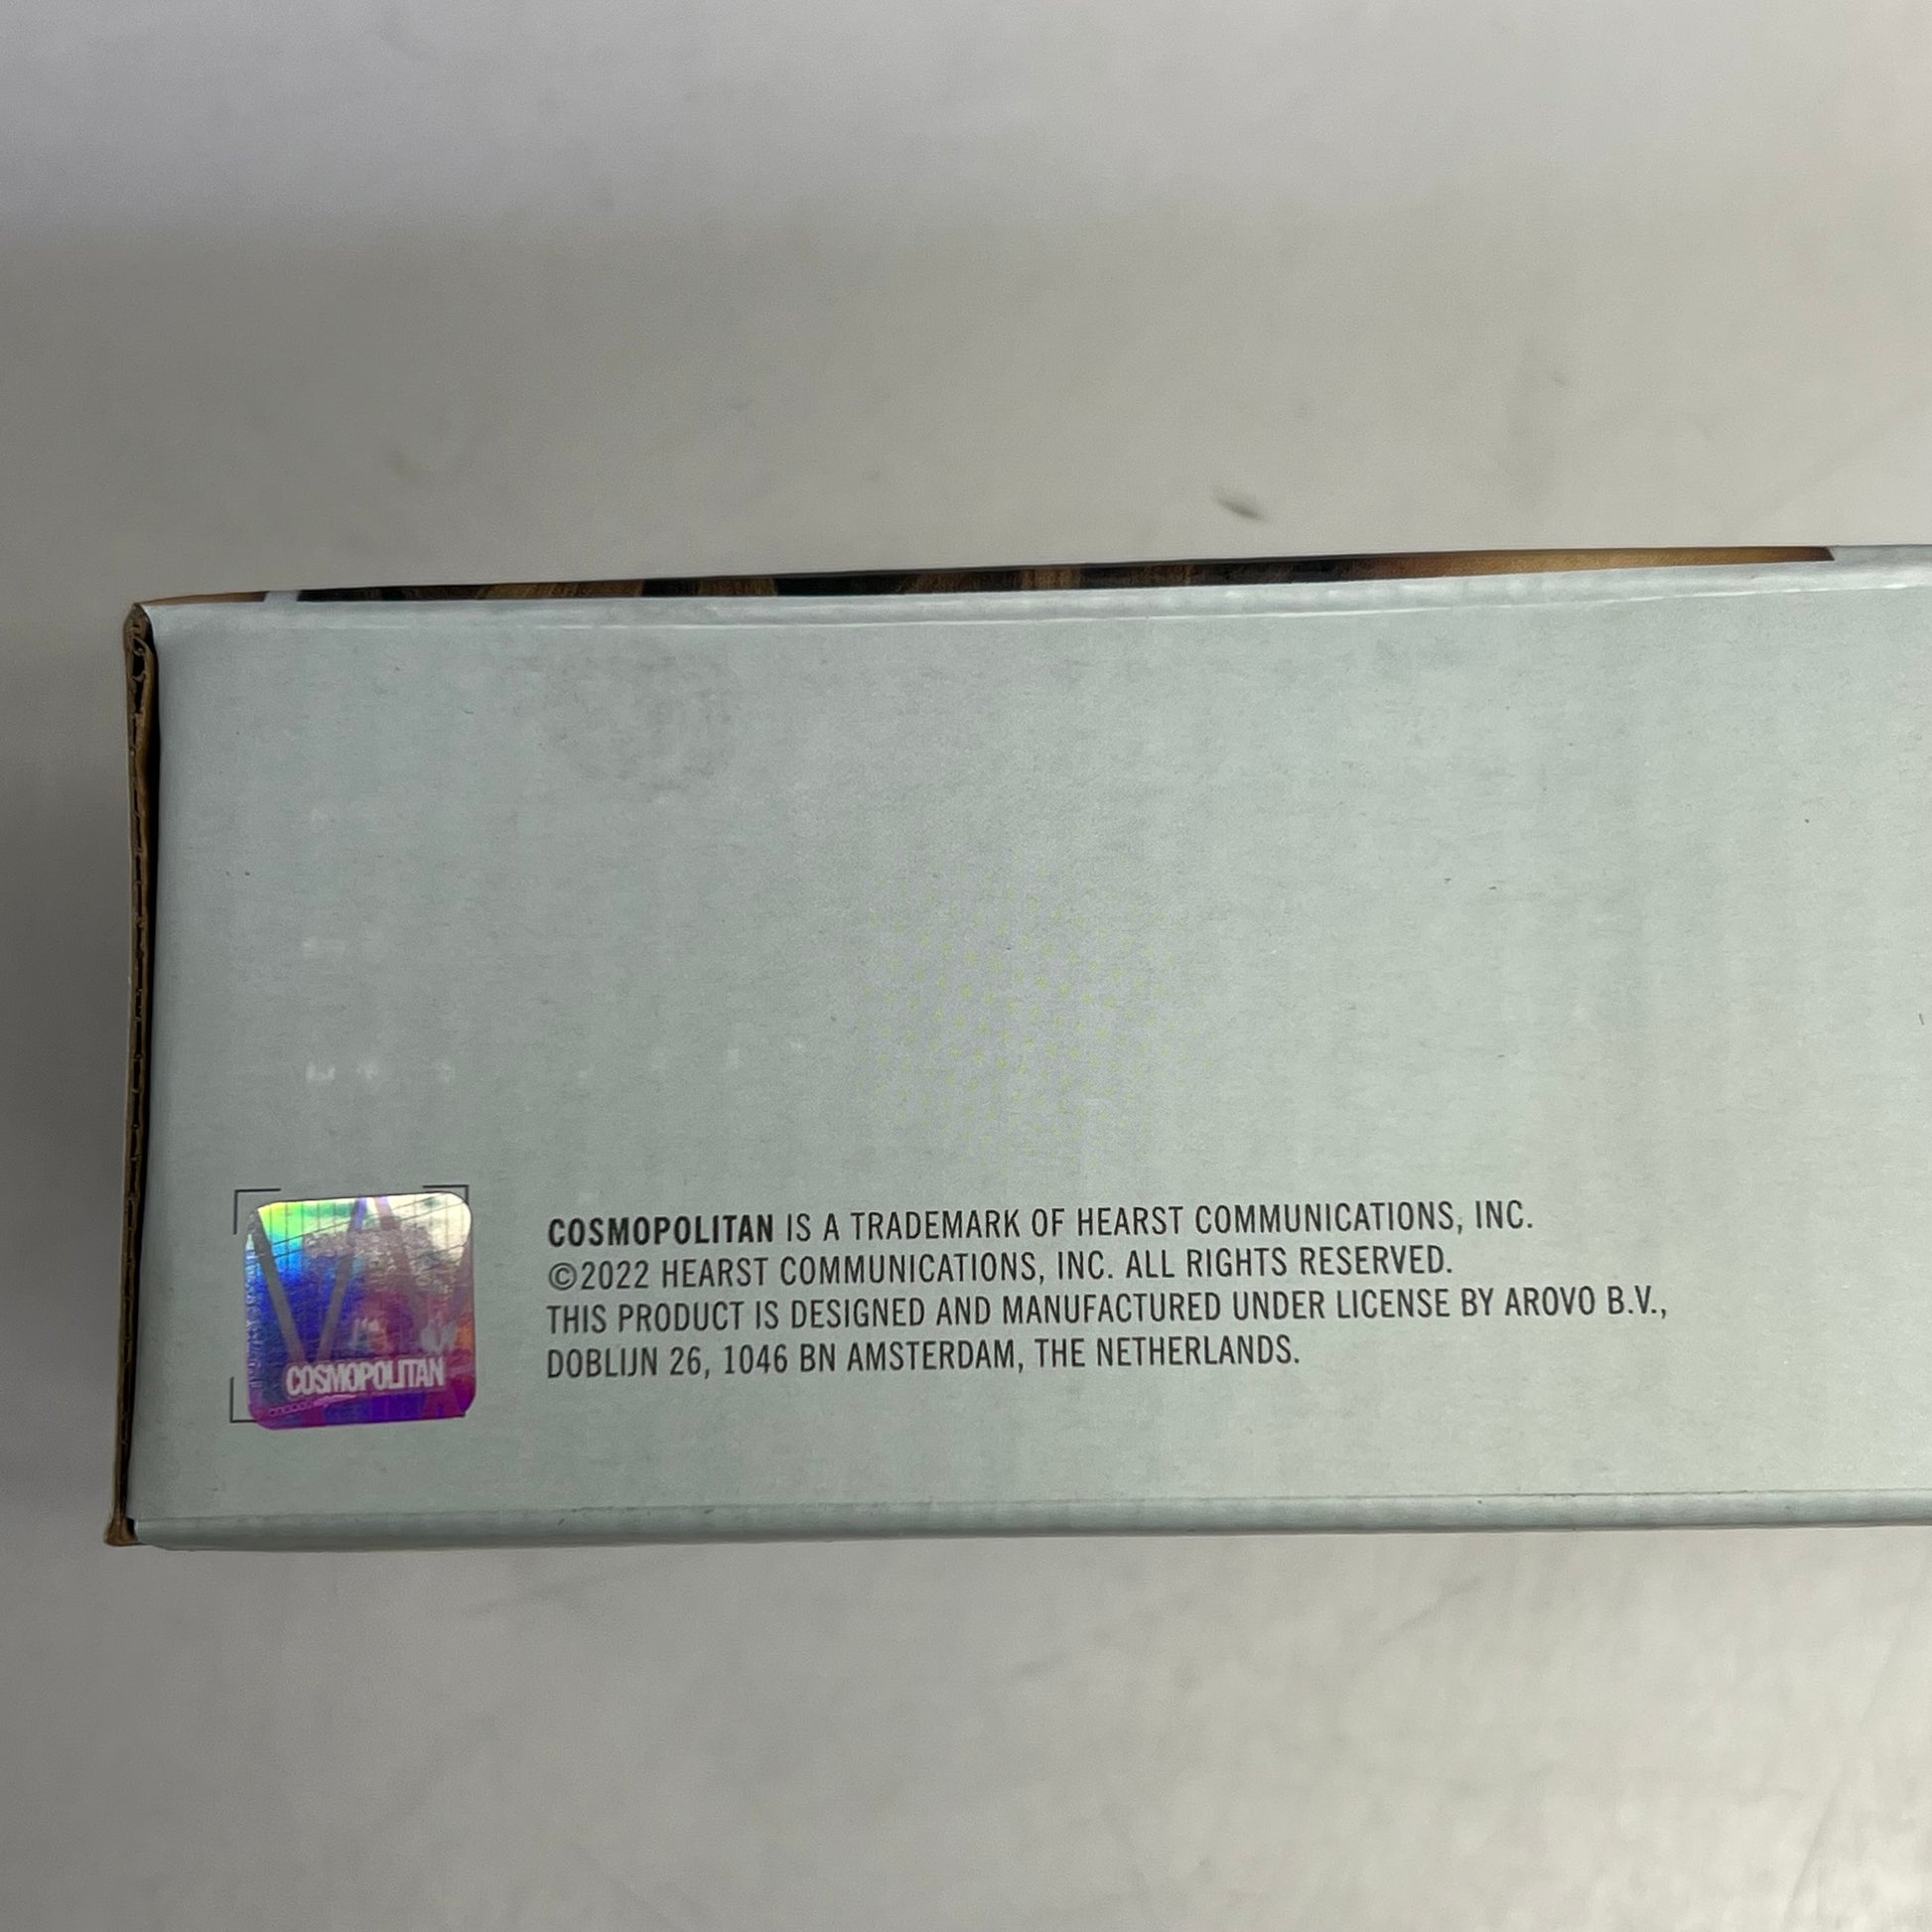 COSMOPOLITAN IS A TRADEMARK OF HEARST COMMUNICATIONS, INC.
©2022 HEARST COMMUNICATIONS, INC. ALL RIGHTS RESERVED.
THIS PRODUCT IS DESIGNED AND MANUFACTURED UNDER LICENSE BY AROVO B.V.,
DOBLIJN 26, 1046 BN AMSTERDAM, THE NETHERLANDS.
COSMOPOLITAN